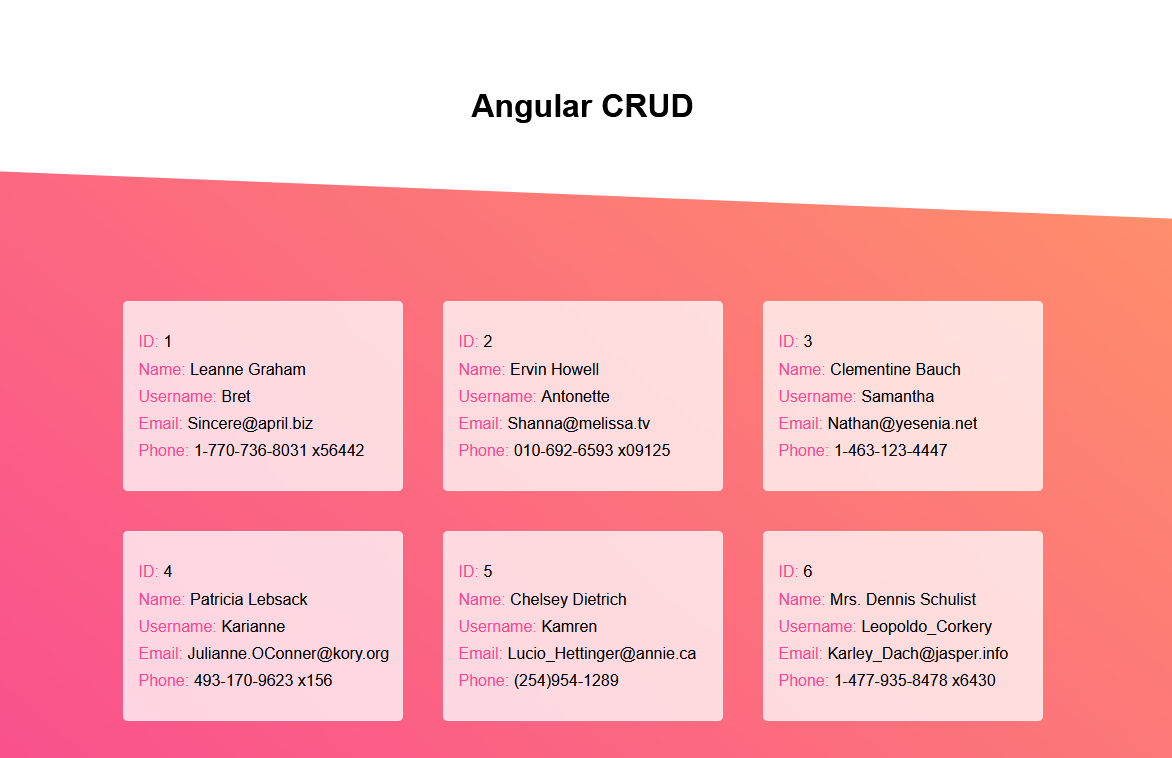 Angular CRUD
ID: 1
Name: Leanne Graham
Username: Bret
Email: Sincere@april.biz
Phone: 1-770-736-8031 x56442
ID: 2
Name: Ervin Howell
Username: Antonette
Email: Shanna@melissa.tv
Phone: 010-692-6593 x09125
ID: 3
Name: Clementine Bauch
Username: Samantha
Email: Nathan@yesenia.net
Phone: 1-463-123-4447
ID: 4
Name: Patricia Lebsack
Username: Karianne
Email: Julianne.OConner@kory.org
Phone: 493-170-9623 x156
ID: 5
Name: Chelsey Dietrich
Username: Kamren
Email: Lucio_Hettinger@annie.ca
Phone: (254)954-1289
ID: 6
Name: Mrs. Dennis Schulist
Username: Leopoldo_Corkery
Email: Karley_Dach@jasper.info
Phone: 1-477-935-8478 x6430